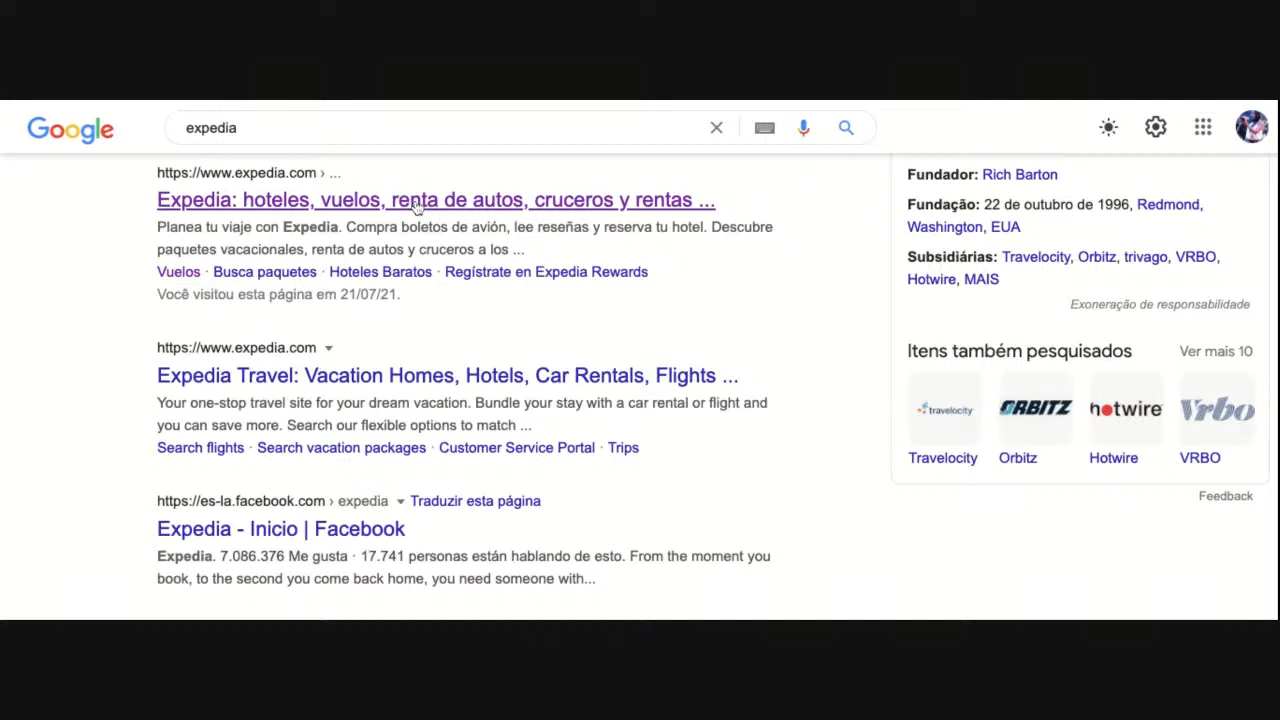 Google
expedia
https://www.expedia.com › ...
Expedia: hoteles, vuelos, renta de autos, cruceros y rentas ...
Planea tu viaje con Expedia. Compra boletos de avión, lee reseñas y reserva tu hotel. Descubre
paquetes vacacionales, renta de autos y cruceros a los ...
Vuelos · Busca paquetes · Hoteles Baratos · Regístrate en Expedia Rewards
Você visitou esta página em 21/07/21.
https://www.expedia.com
Expedia Travel: Vacation Homes, Hotels, Car Rentals, Flights ...
Your one-stop travel site for your dream vacation. Bundle your stay with a car rental or flight and
you can save more. Search our flexible options to match ...
Search flights · Search vacation packages · Customer Service Portal · Trips
https://es-la.facebook.com › expedia Traduzir esta página
Expedia - Inicio | Facebook
Expedia. 7.086.376 Me gusta · 17.741 personas están hablando de esto. From the moment you
book, to the second you come back home, you need someone with...
Fundador: Rich Barton
Fundação: 22 de outubro de 1996, Redmond,
Washington, EUA
Subsidiárias: Travelocity, Orbitz, trivago, VRBO,
Hotwire, MAIS
Exoneração de responsabilidade
Itens também pesquisados Ver mais 10
travelocity ORBITZ hotwire Vrbo
Travelocity Orbitz Hotwire VRBO
Feedback